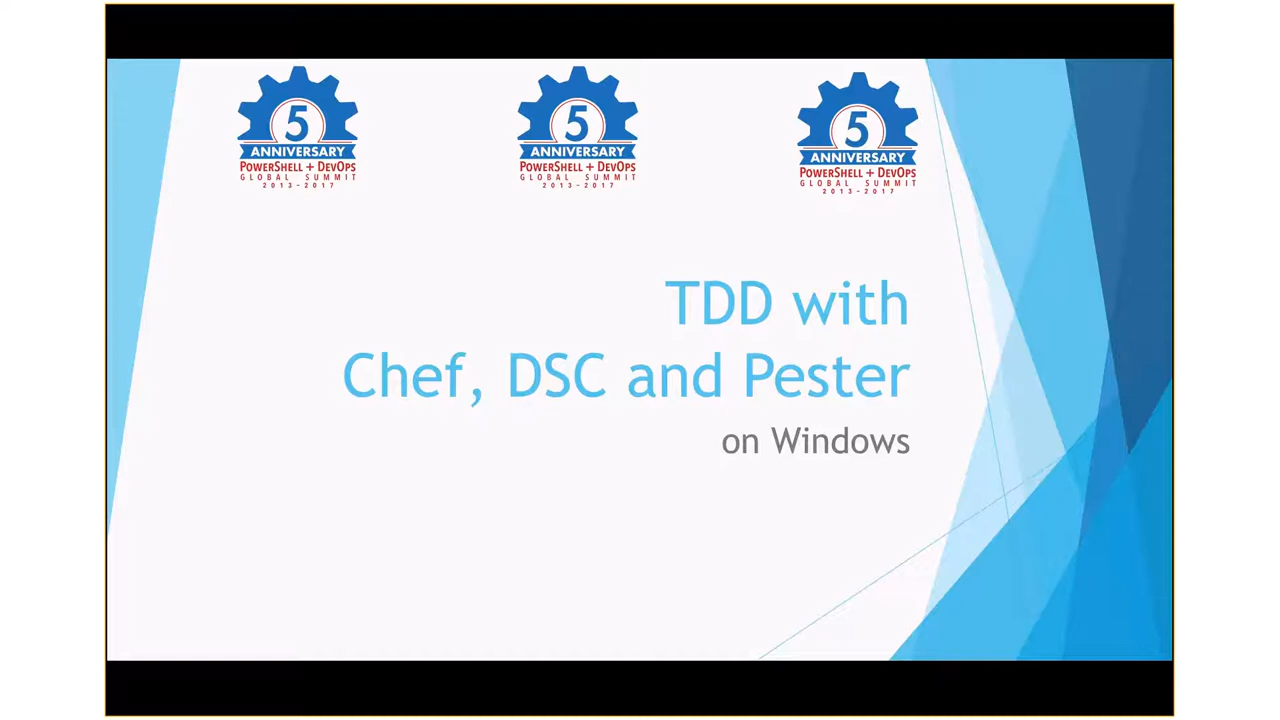 5
ANNIVERSARY
POWERSHELL + DEVOPS
GLOBAL SUMMIT
2013-2017
5
ANNIVERSARY
POWERSHELL + DEVOPS
GLOBAL SUMMIT
2013-2017
5
ANNIVERSARY
POWERSHELL + DEVOPS
GLOBAL SUMMIT
2013-2017
TDD with
Chef, DSC and Pester
on Windows